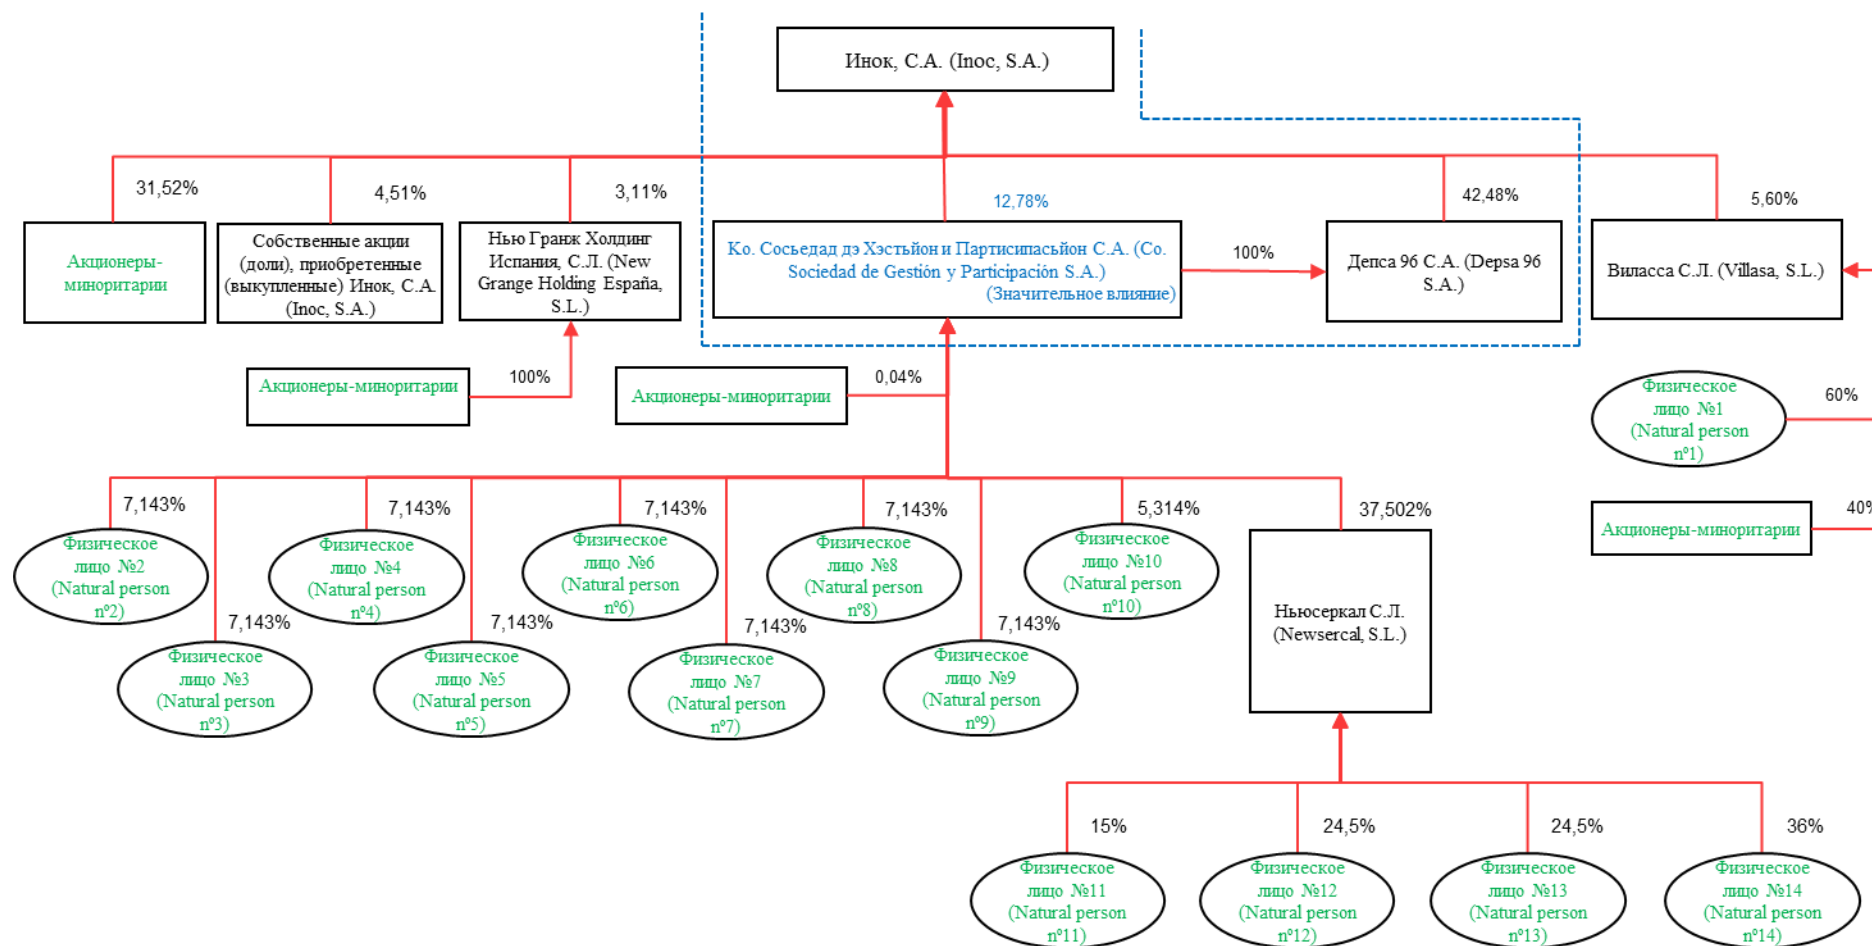 Инок, С.А. (Inoc, S.A.)
31,52%
4,51%
3,11%
12,78%
42,48%
5,60%
Акционеры-
миноритарии
Собственные акции
(доли), приобретенные
(выкупленные) Инок, С.А.
(Inoc, S.A.)
Нью Гранж Холдинг
Испания, С.Л. (New
Grange Holding España,
S.L.)
Ко. Сосьедад дэ Хэстьйон и Партисипасьйон С.А. (Co.
Sociedad de Gestión y Participación S.A.)
(Значительное влияние)
100%
Депса 96 С.А. (Depsa 96
S.A.)
Виласса С.Л. (Villasa, S.L.)
Акционеры-миноритарии
100%
Акционеры-миноритарии
0,04%
Физическое
лицо №1
(Natural person
nº1)
60%
Акционеры-миноритарии
40%
7,143%
7,143%
7,143%
7,143%
5,314%
37,502%
Физическое
лицо №2
(Natural person
nº2)
Физическое
лицо №4
(Natural person
nº4)
Физическое
лицо №6
(Natural person
nº6)
Физическое
лицо №8
(Natural person
nº8)
Физическое
лицо №10
(Natural person
nº10)
Ньюсеркал С.Л.
(Newsercal, S.L.)
7,143%
7,143%
7,143%
7,143%
Физическое
лицо №3
(Natural person
nº3)
Физическое
лицо №5
(Natural person
nº5)
Физическое
лицо №7
(Natural person
nº7)
Физическое
лицо №9
(Natural person
nº9)
15%
24,5%
24,5%
36%
Физическое
лицо №11
(Natural person
nº11)
Физическое
лицо №12
(Natural person
nº12)
Физическое
лицо №13
(Natural person
nº13)
Физическое
лицо №14
(Natural person
nº14)